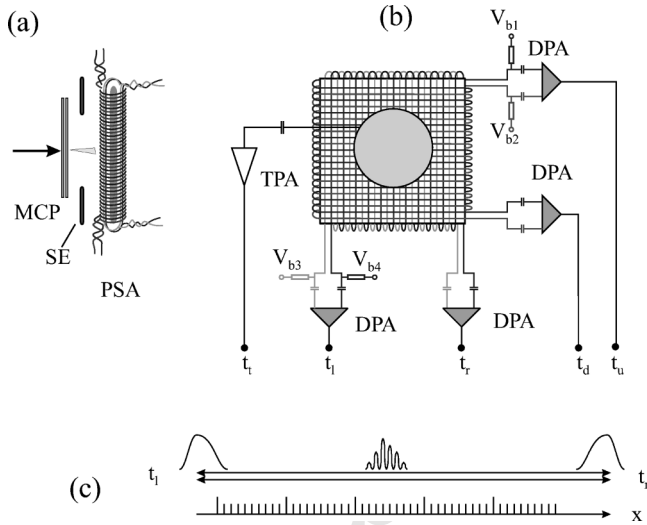 (a)
(b)
V_b1
DPA
V_b2
MCP
TPA
DPA
SE
PSA
V_b3
V_b4
DPA
DPA
t_t
t_l
t_r
t_d
t_u
t_l
t_r
(c)
x